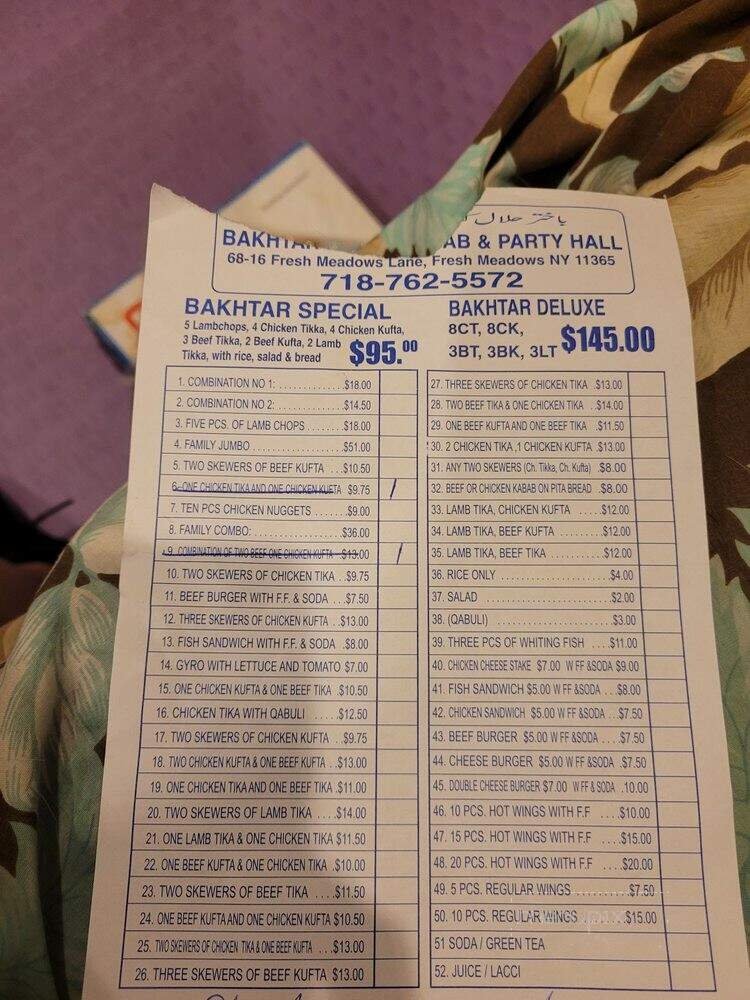 باختر حلال
BAKHTAR AB & PARTY HALL
68-16 Fresh Meadows Lane, Fresh Meadows NY 11365
718-762-5572
BAKHTAR SPECIAL
5 Lambchops, 4 Chicken Tikka, 4 Chicken Kufta,
3 Beef Tikka, 2 Beef Kufta, 2 Lamb
Tikka, with rice, salad & bread
$95.00
BAKHTAR DELUXE
8CT, 8CK,
3BT, 3BK, 3LT
$145.00
1. COMBINATION NO 1: $18.00
2. COMBINATION NO 2: $14.50
3. FIVE PCS. OF LAMB CHOPS $18.00
4. FAMILY JUMBO $51.00
5. TWO SKEWERS OF BEEF KUFTA $10.50
6. ONE CHICKEN TIKA AND ONE CHICKEN KUFTA $9.75 /
7. TEN PCS CHICKEN NUGGETS $9.00
8. FAMILY COMBO: $36.00
9. COMBINATION OF TWO BEEF ONE CHICKEN KUFTA $13.00 /
10. TWO SKEWERS OF CHICKEN TIKA $9.75
11. BEEF BURGER WITH F.F. & SODA $7.50
12. THREE SKEWERS OF CHICKEN KUFTA $13.00
13. FISH SANDWICH WITH F.F. & SODA $8.00
14. GYRO WITH LETTUCE AND TOMATO $7.00
15. ONE CHICKEN KUFTA & ONE BEEF TIKA $10.50
16. CHICKEN TIKA WITH QABULI $12.50
17. TWO SKEWERS OF CHICKEN KUFTA $9.75
18. TWO CHICKEN KUFTA & ONE BEEF KUFTA $13.00
19. ONE CHICKEN TIKA AND ONE BEEF TIKA $11.00
20. TWO SKEWERS OF LAMB TIKA $14.00
21. ONE LAMB TIKA & ONE CHICKEN TIKA $11.50
22. ONE BEEF KUFTA & ONE CHICKEN TIKA $10.00
23. TWO SKEWERS OF BEEF TIKA $11.50
24. ONE BEEF KUFTA AND ONE CHICKEN KUFTA $10.50
25. TWO SKEWERS OF CHICKEN TIKA & ONE BEEF KUFTA $13.00
26. THREE SKEWERS OF BEEF KUFTA $13.00
27. THREE SKEWERS OF CHICKEN TIKA $13.00
28. TWO BEEF TIKA & ONE CHICKEN TIKA $14.00
29. ONE BEEF KUFTA AND ONE BEEF TIKA $11.50
30. 2 CHICKEN TIKA ,1 CHICKEN KUFTA $13.00
31. ANY TWO SKEWERS (Ch. Tikka, Ch. Kufta) $8.00
32. BEEF OR CHICKEN KABAB ON PITA BREAD $8.00
33. LAMB TIKA, CHICKEN KUFTA $12.00
34. LAMB TIKA, BEEF KUFTA $12.00
35. LAMB TIKA, BEEF TIKA $12.00
36. RICE ONLY $4.00
37. SALAD $2.00
38. (QABULI) $3.00
39. THREE PCS OF WHITING FISH $11.00
40. CHICKEN CHEESE STAKE $7.00 W FF &SODA $9.00
41. FISH SANDWICH $5.00 W FF &SODA $8.00
42. CHICKEN SANDWICH $5.00 W FF &SODA $7.50
43. BEEF BURGER $5.00 W FF &SODA $7.50
44. CHEESE BURGER $5.00 W FF &SODA $7.50
45. DOUBLE CHEESE BURGER $7.00 W FF & SODA 10.00
46. 10 PCS. HOT WINGS WITH F.F $10.00
47. 15 PCS. HOT WINGS WITH F.F $15.00
48. 20 PCS. HOT WINGS WITH F.F $20.00
49. 5 PCS. REGULAR WINGS $7.50
50. 10 PCS. REGULAR WINGS $15.00
51 SODA / GREEN TEA
52. JUICE / LACCI